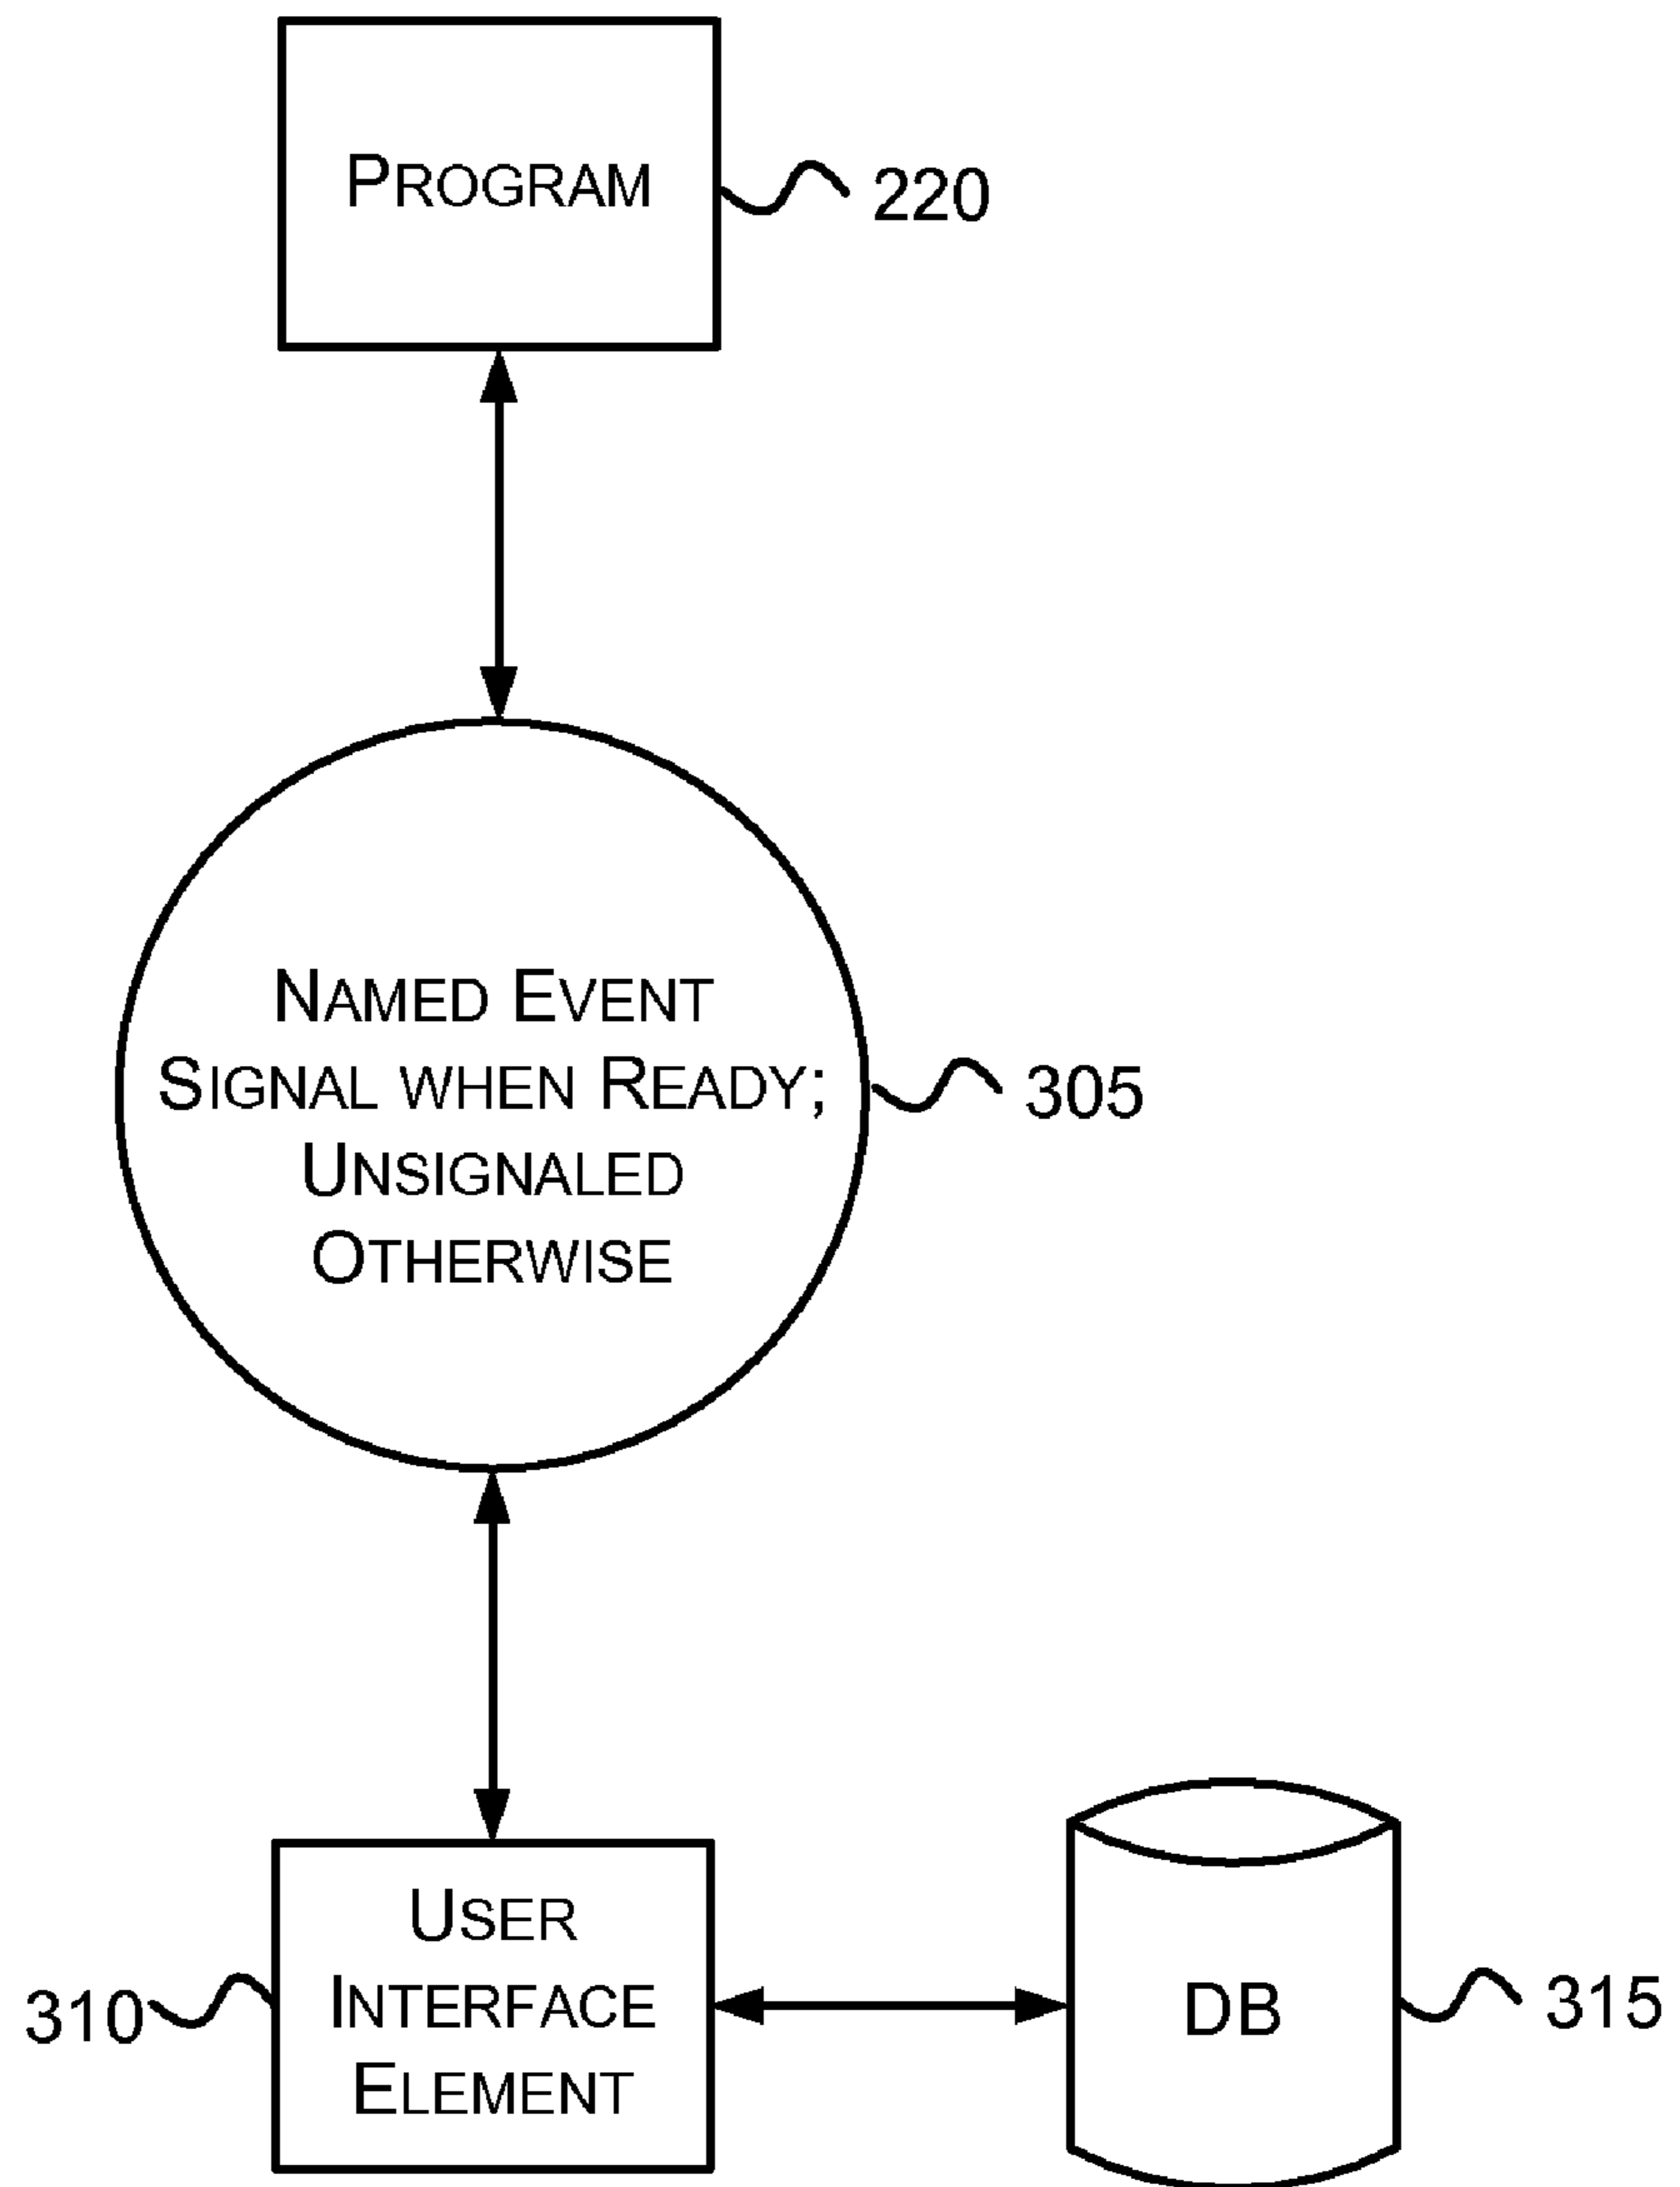 PROGRAM
220
NAMED EVENT
SIGNAL WHEN READY;
UNSIGNALED
OTHERWISE
305
USER
INTERFACE
ELEMENT
310
DB
315